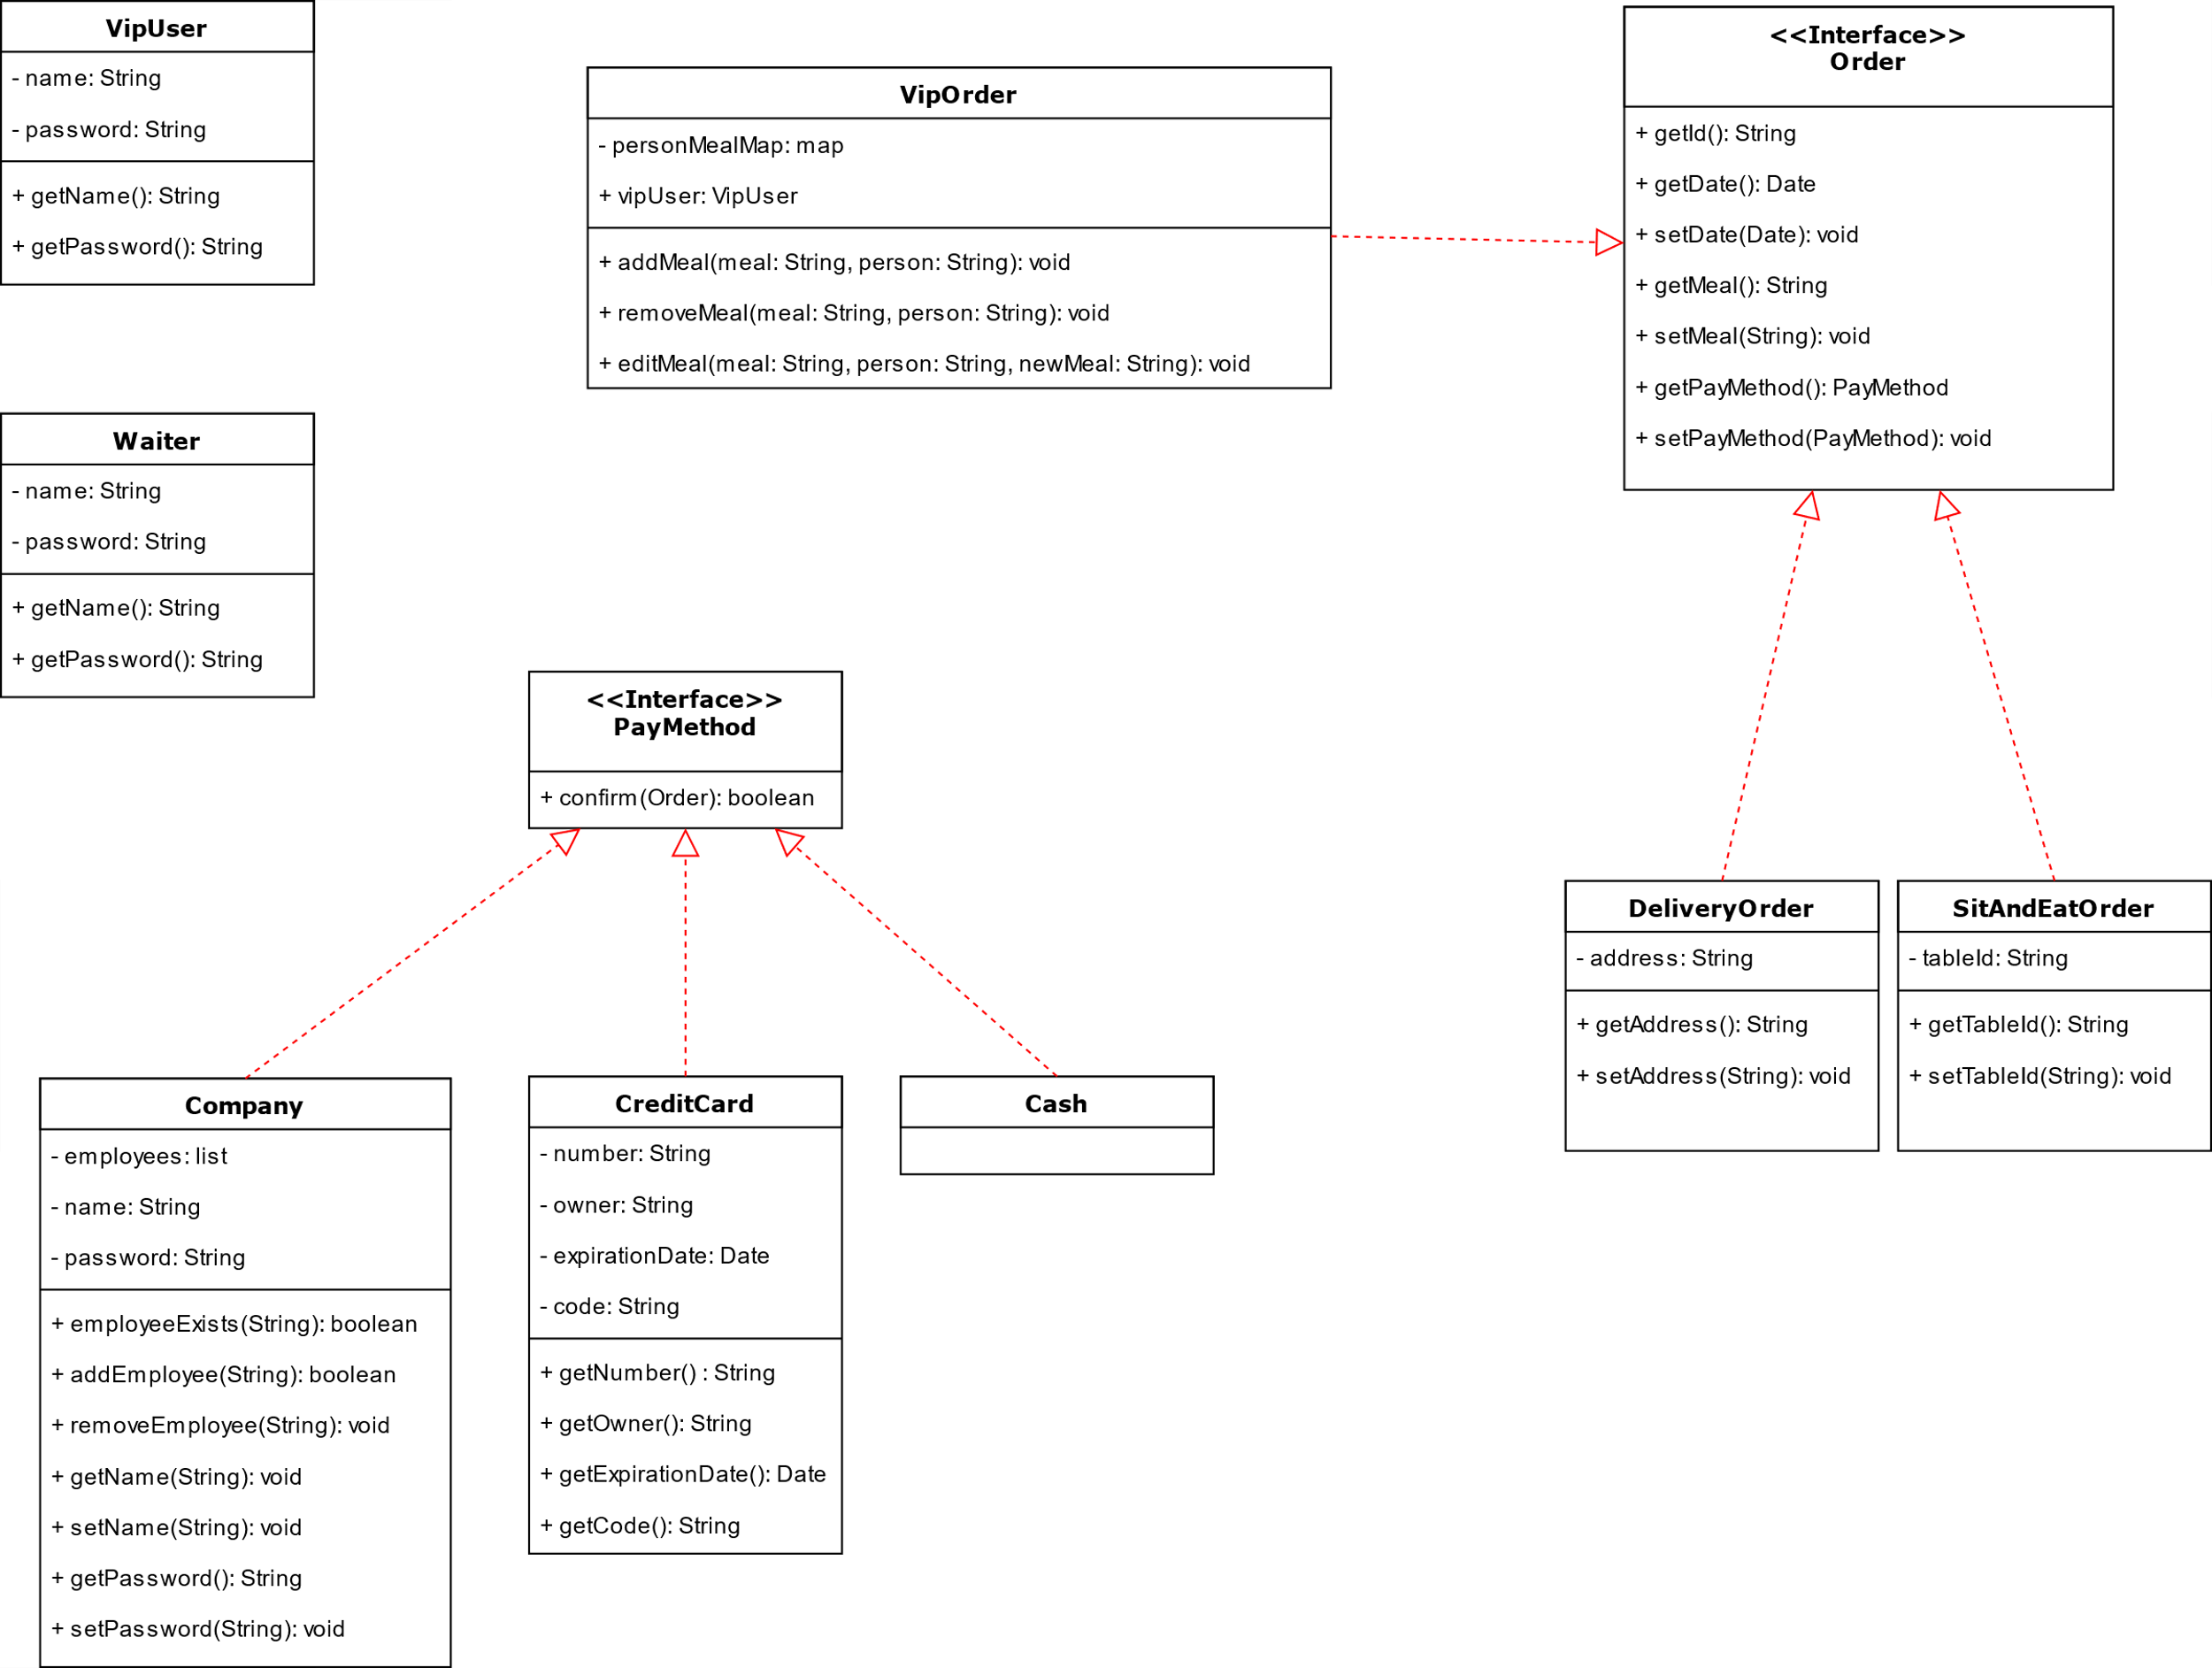 VipUser
- name: String
- password: String
+ getName(): String
+ getPassword(): String
VipOrder
- personMealMap: map
+ vipUser: VipUser
+ addMeal(meal: String, person: String): void
+ removeMeal(meal: String, person: String): void
+ editMeal(meal: String, person: String, newMeal: String): void
<<Interface>>
Order
+ getId(): String
+ getDate(): Date
+ setDate(Date): void
+ getMeal(): String
+ setMeal(String): void
+ getPayMethod(): PayMethod
+ setPayMethod(PayMethod): void
Waiter
- name: String
- password: String
+ getName(): String
+ getPassword(): String
<<Interface>>
PayMethod
+ confirm(Order): boolean
DeliveryOrder
- address: String
+ getAddress(): String
+ setAddress(String): void
SitAndEatOrder
- tableId: String
+ getTableId(): String
+ setTableId(String): void
Company
- employees: list
- name: String
- password: String
+ employeeExists(String): boolean
+ addEmployee(String): boolean
+ removeEmployee(String): void
+ getName(String): void
+ setName(String): void
+ getPassword(): String
+ setPassword(String): void
CreditCard
- number: String
- owner: String
- expirationDate: Date
- code: String
+ getNumber() : String
+ getOwner(): String
+ getExpirationDate(): Date
+ getCode(): String
Cash